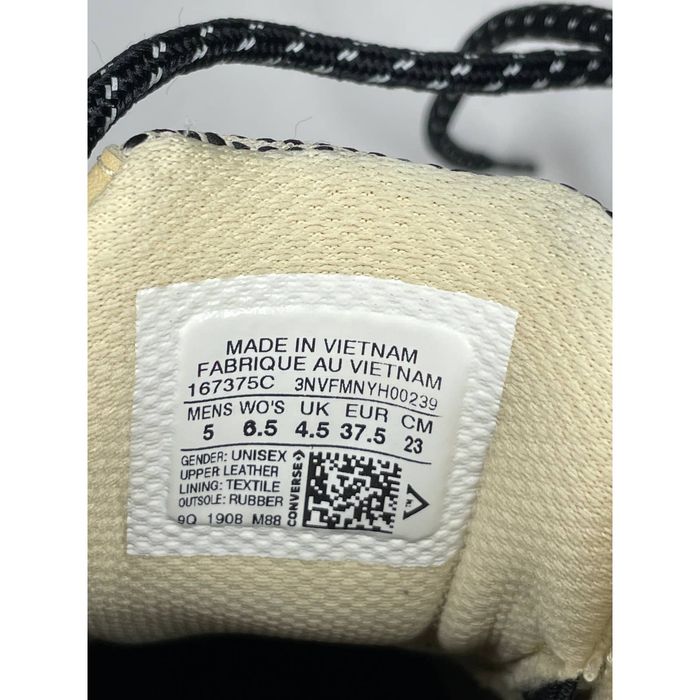 MADE IN VIETNAM
FABRIQUE AU VIETNAM
167375C 3NVFMNYH00239
MENS WO'S UK EUR CM
5 6.5 4.5 37.5 23
GENDER: UNISEX
UPPER: LEATHER
LINING: TEXTILE
OUTSOLE: RUBBER
9Q 1908 M88
CONVERSE
TM